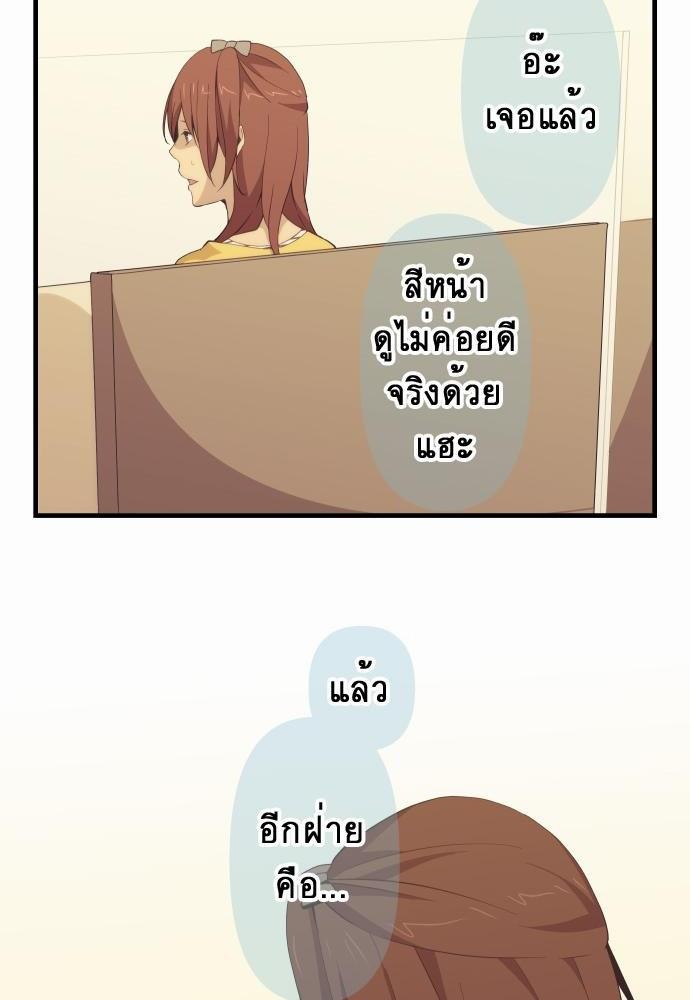 อ๊ะ
เจอแล้ว
สีหน้า
ดูไม่ค่อยดี
จริงด้วย
แฮะ
แล้ว
อีกฝ่าย
คือ...